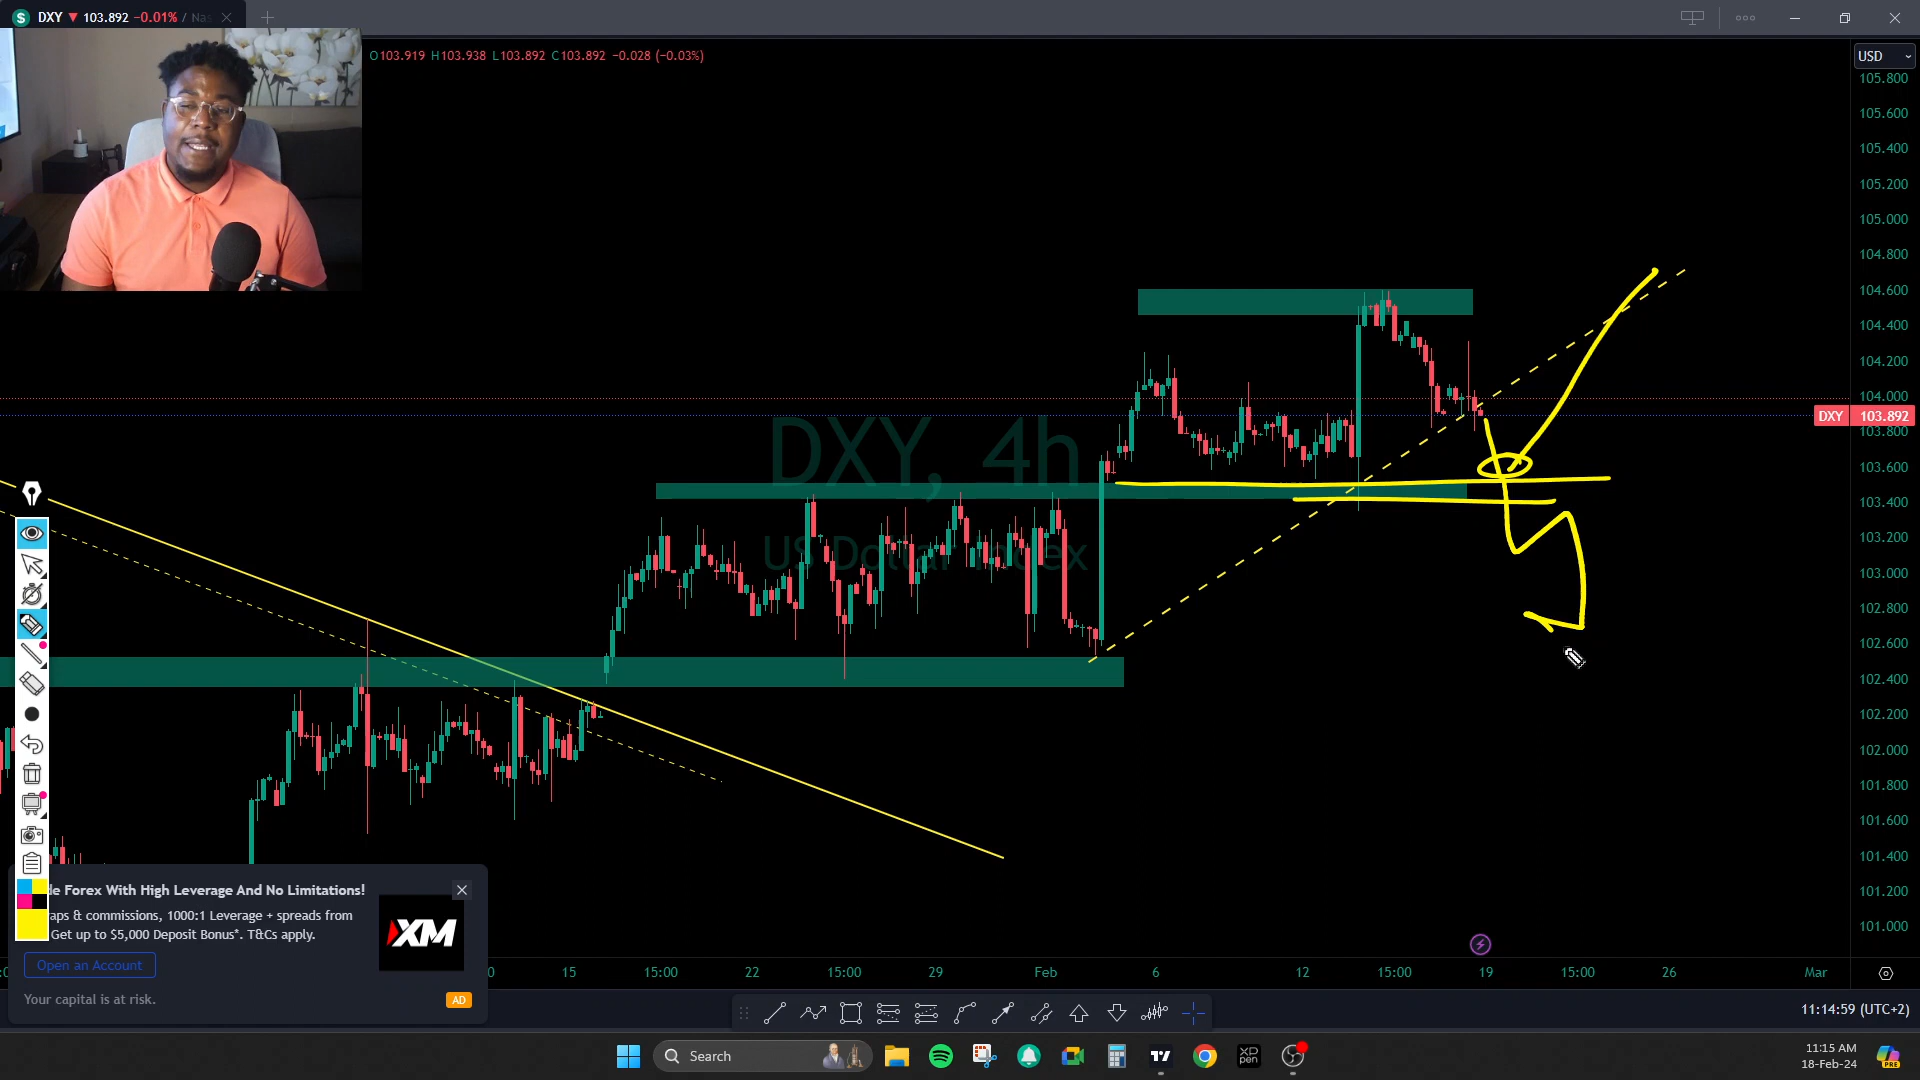 DXY ▼ 103.892 −0.01% / Nas
O103.919 H103.938 L103.892 C103.892 −0.028 (−0.03%)
USD
105.800
105.600
105.400
105.200
105.000
104.800
104.600
104.400
104.200
104.000
DXY 103.892
103.800
103.600
103.400
103.200
103.000
102.800
102.600
102.400
102.200
102.000
101.800
101.600
101.400
101.200
101.000
DXY, 4h
US Dollar Index
de Forex With High Leverage And No Limitations!
aps & commissions, 1000:1 Leverage + spreads from
Get up to $5,000 Deposit Bonus*. T&Cs apply.
XM
Open an Account
Your capital is at risk.
AD
15 15:00 22 15:00 29 Feb 6 12 15:00 19 15:00 26 Mar
11:14:59 (UTC+2)
Search
XP
pen
11:15 AM
18-Feb-24
PRE